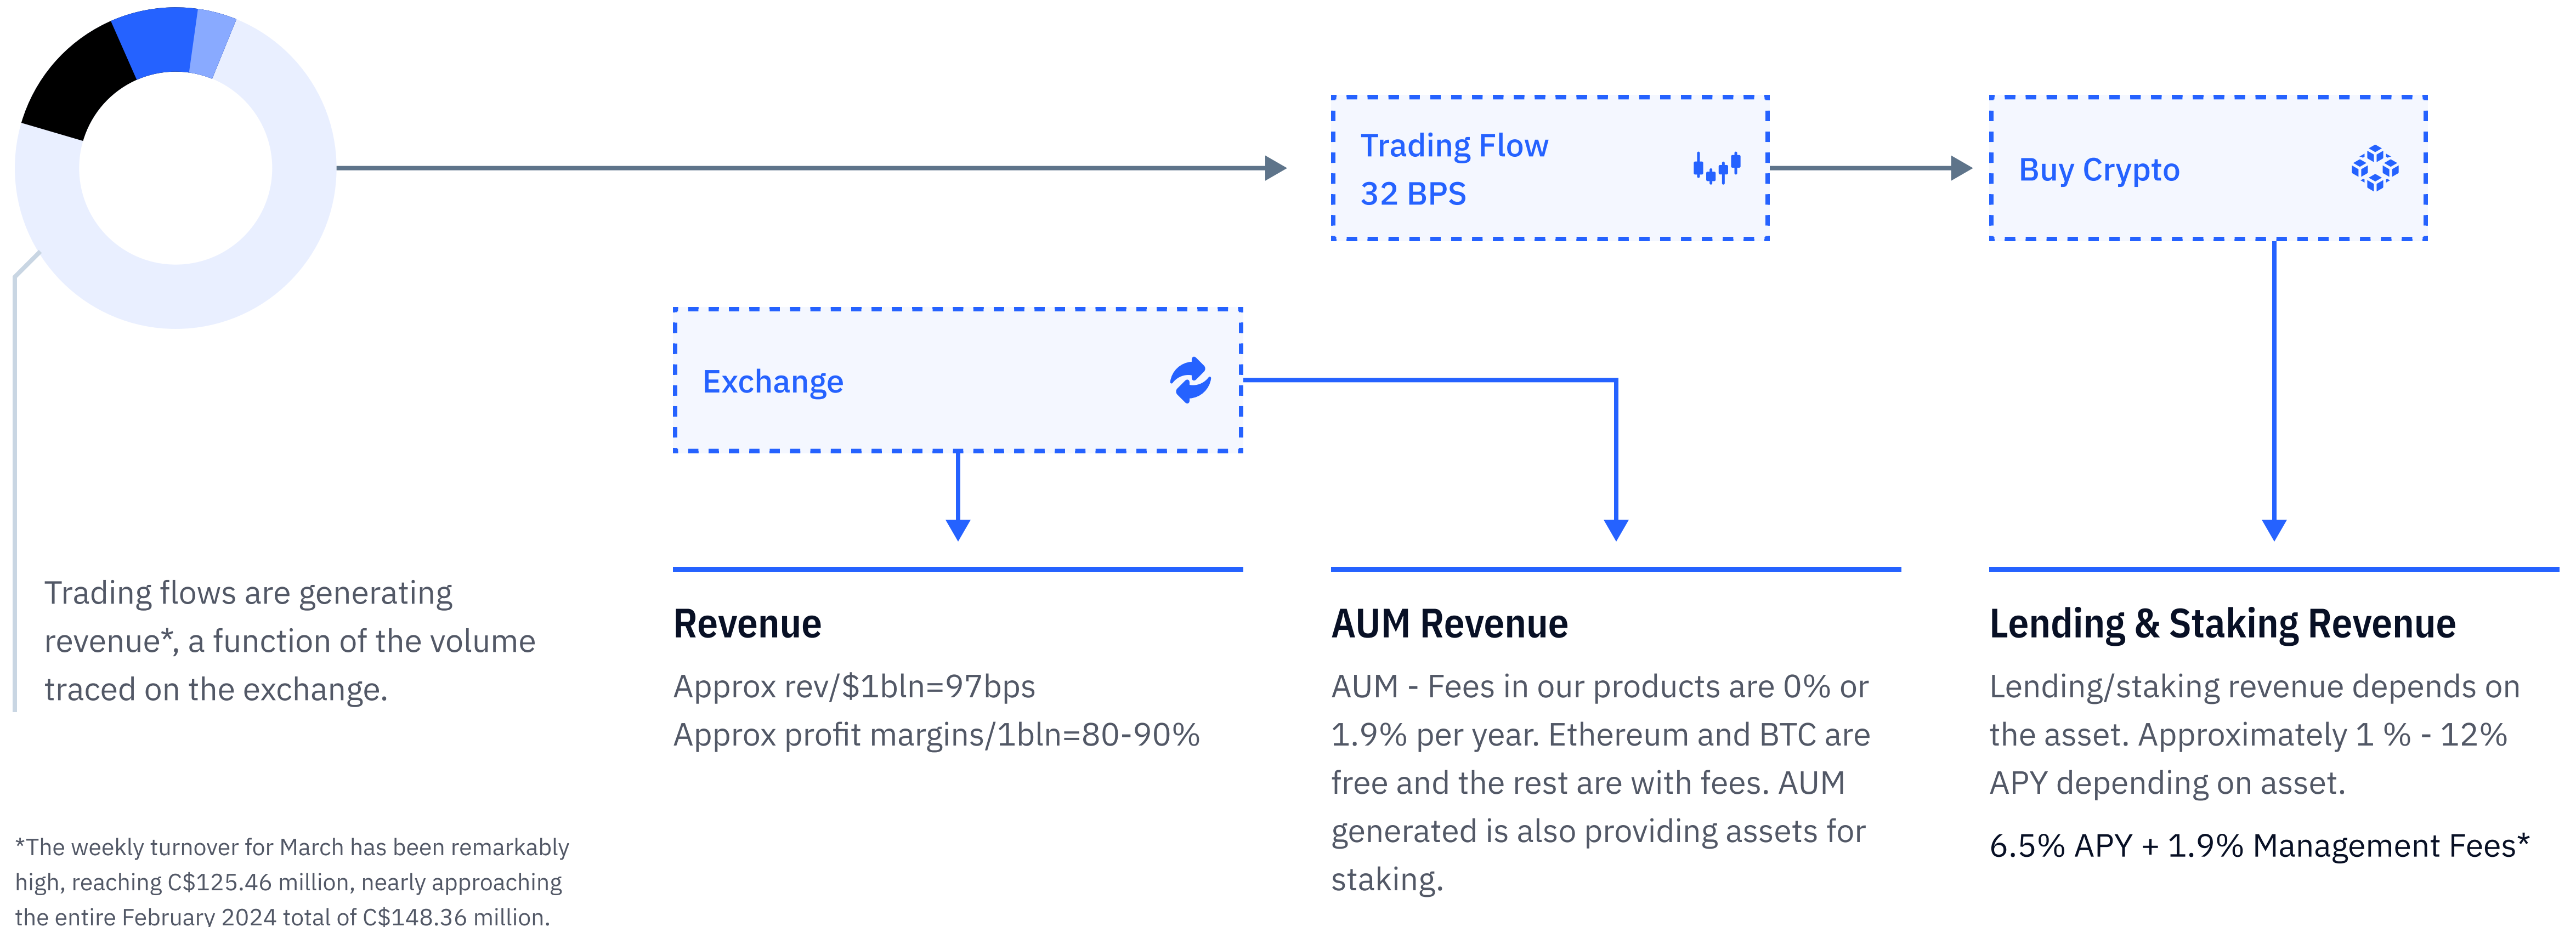 Trading Flow
32 BPS
Buy Crypto
Exchange
Trading flows are generating
revenue*, a function of the volume
traced on the exchange.
*The weekly turnover for March has been remarkably
high, reaching C$125.46 million, nearly approaching
the entire February 2024 total of C$148.36 million.
Revenue
Approx rev/$1bln=97bps
Approx profit margins/1bln=80-90%
AUM Revenue
AUM - Fees in our products are 0% or
1.9% per year. Ethereum and BTC are
free and the rest are with fees. AUM
generated is also providing assets for
staking.
Lending & Staking Revenue
Lending/staking revenue depends on
the asset. Approximately 1 % - 12%
APY depending on asset.
6.5% APY + 1.9% Management Fees*